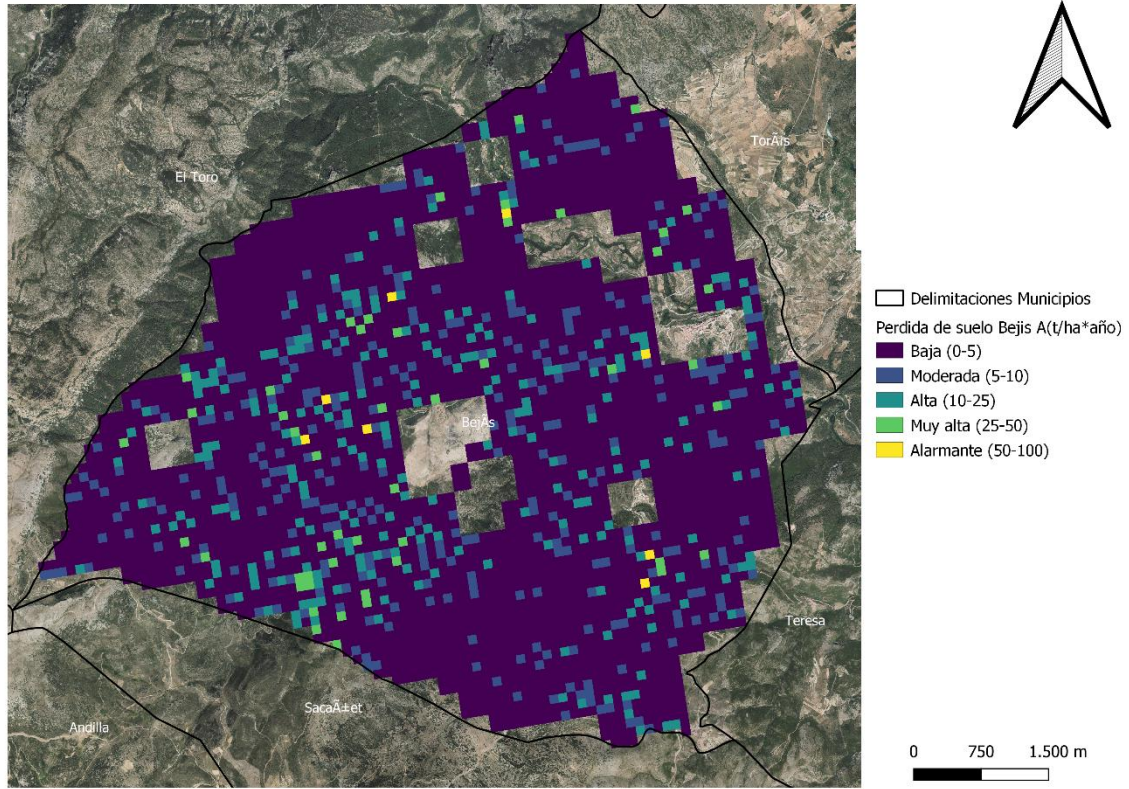 El Toro
TorÃ¡s
BejÃ­s
Teresa
SacaÃ±et
Andilla
Delimitaciones Municipios
Perdida de suelo Bejis A(t/ha*año)
Baja (0-5)
Moderada (5-10)
Alta (10-25)
Muy alta (25-50)
Alarmante (50-100)
0 750 1.500 m